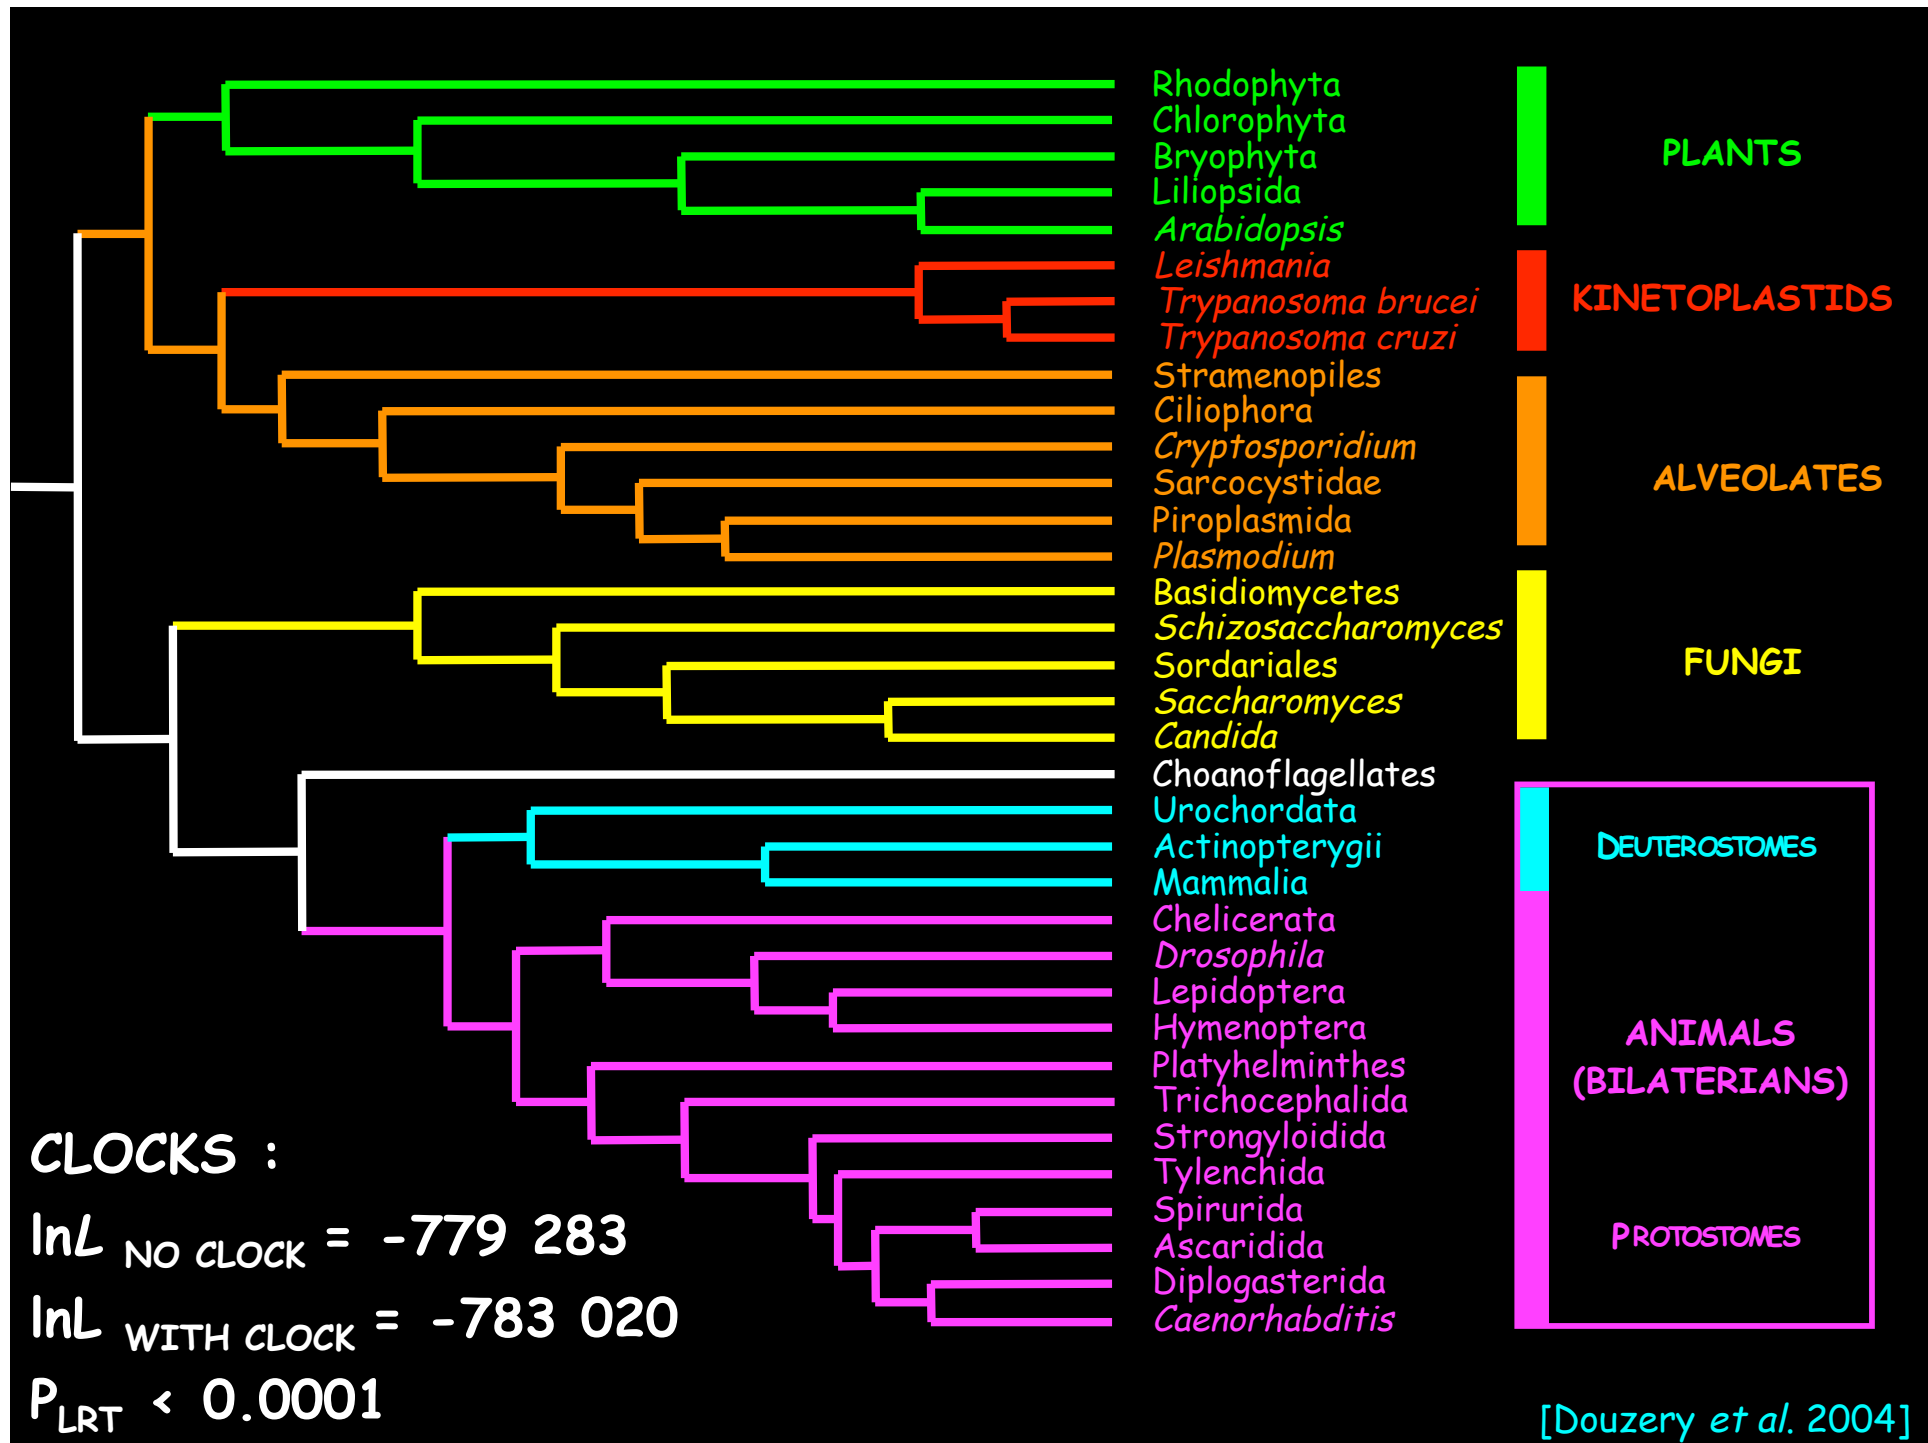 Rhodophyta
Chlorophyta
Bryophyta
Liliopsida
Arabidopsis
PLANTS
Leishmania
Trypanosoma brucei
Trypanosoma cruzi
KINETOPLASTIDS
Stramenopiles
Ciliophora
Cryptosporidium
Sarcocystidae
Piroplasmida
Plasmodium
ALVEOLATES
Basidiomycetes
Schizosaccharomyces
Sordariales
Saccharomyces
Candida
FUNGI
Choanoflagellates
Urochordata
Actinopterygii
Mammalia
DEUTEROSTOMES
Chelicerata
Drosophila
Lepidoptera
Hymenoptera
Platyhelminthes
Trichocephalida
Strongyloidida
Tylenchida
Spirurida
Ascaridida
Diplogasterida
Caenorhabditis
ANIMALS
(BILATERIANS)
PROTOSTOMES
CLOCKS :
lnL NO CLOCK = -779 283
lnL WITH CLOCK = -783 020
PLRT < 0.0001
[Douzery et al. 2004]